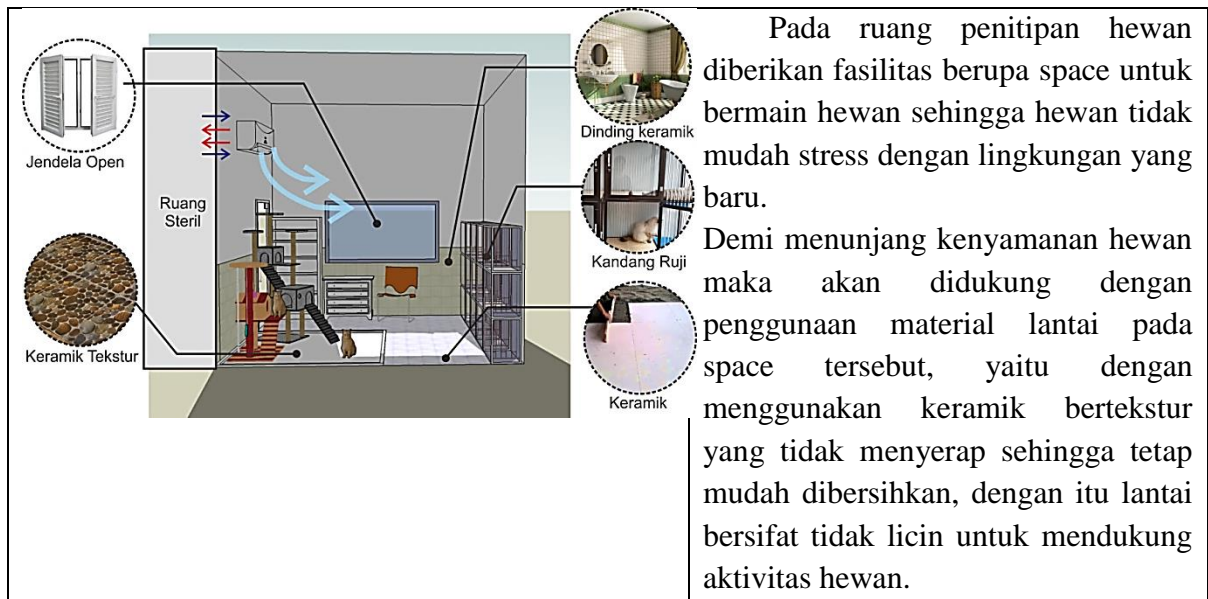 Jendela Open
Ruang
Steril
Keramik Tekstur
Dinding keramik
Kandang Ruji
Keramik
Pada ruang penitipan hewan
diberikan fasilitas berupa space untuk
bermain hewan sehingga hewan tidak
mudah stress dengan lingkungan yang
baru.
Demi menunjang kenyamanan hewan
maka akan didukung dengan
penggunaan material lantai pada
space tersebut, yaitu dengan
menggunakan keramik bertekstur
yang tidak menyerap sehingga tetap
mudah dibersihkan, dengan itu lantai
bersifat tidak licin untuk mendukung
aktivitas hewan.